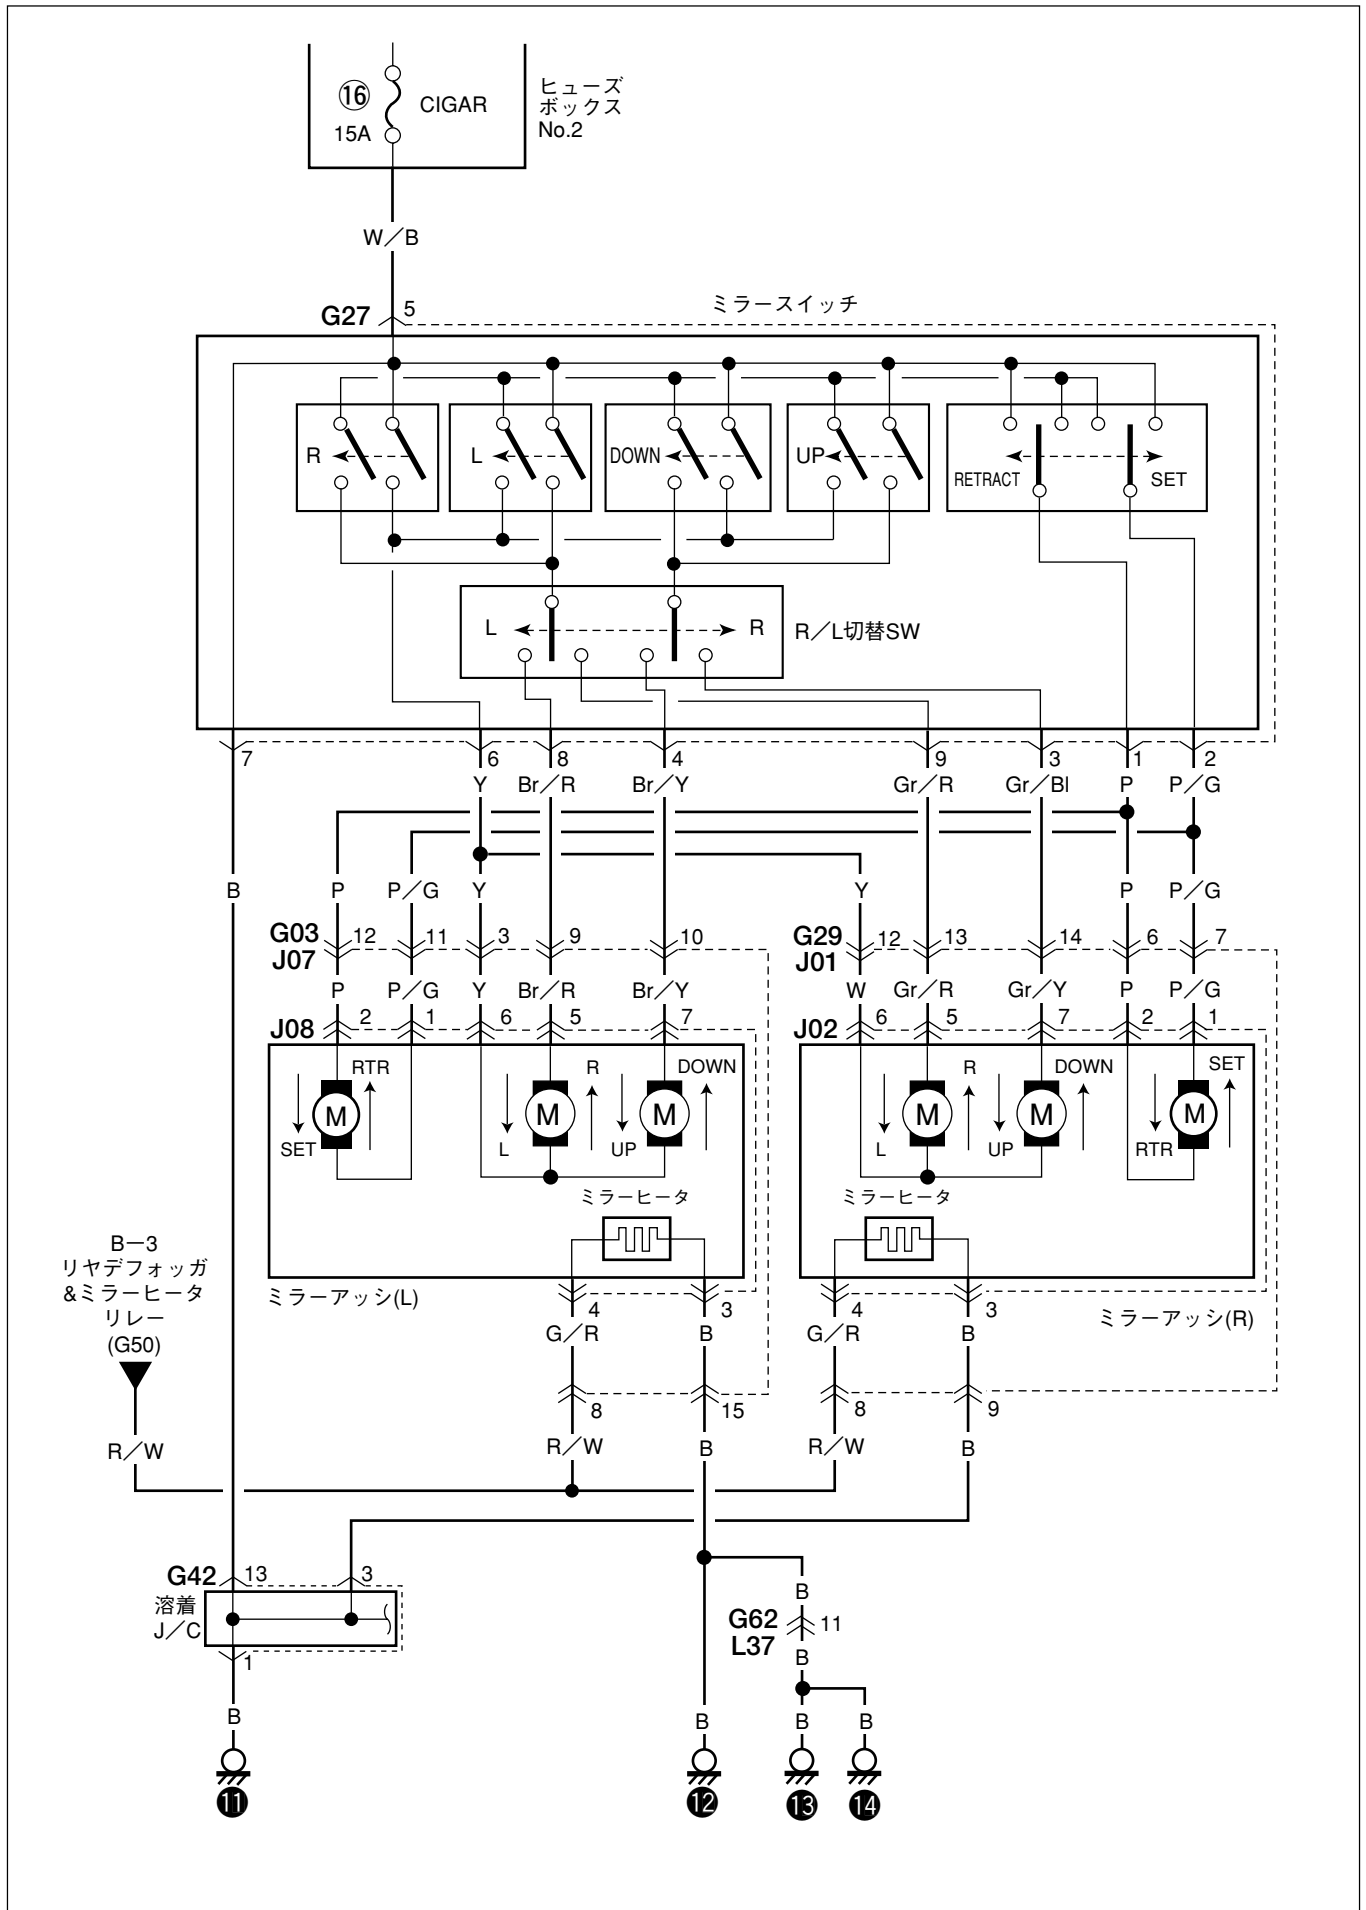 ⑯
15A
CIGAR
ヒューズ
ボックス
No.2
W／B
G27
5
ミラースイッチ
R
L
DOWN
UP
RETRACT
SET
L
R
R／L切替SW
7
6
8
4
9
3
1
2
Y
Br／R
Br／Y
Gr／R
Gr／Bl
P
P／G
B
P
P／G
Y
Y
P
P／G
G03
J07
12
11
3
9
10
G29
J01
12
13
14
6
7
P
P／G
Y
Br／R
Br／Y
W
Gr／R
Gr／Y
P
P／G
J08
2
1
6
5
7
J02
6
5
7
2
1
RTR
SET
M
R
L
M
DOWN
UP
M
R
L
M
DOWN
UP
M
SET
RTR
M
ミラーヒータ
ミラーヒータ
B－3
リヤデフォッガ
&ミラーヒータ
リレー
(G50)
ミラーアッシ(L)
ミラーアッシ(R)
4
3
4
3
G／R
B
G／R
B
8
15
8
9
R／W
R／W
B
R／W
B
G42
13
3
溶着
J／C
1
B
B
G62
L37
11
B
B
B
B
⓫
⓬
⓭
⓮